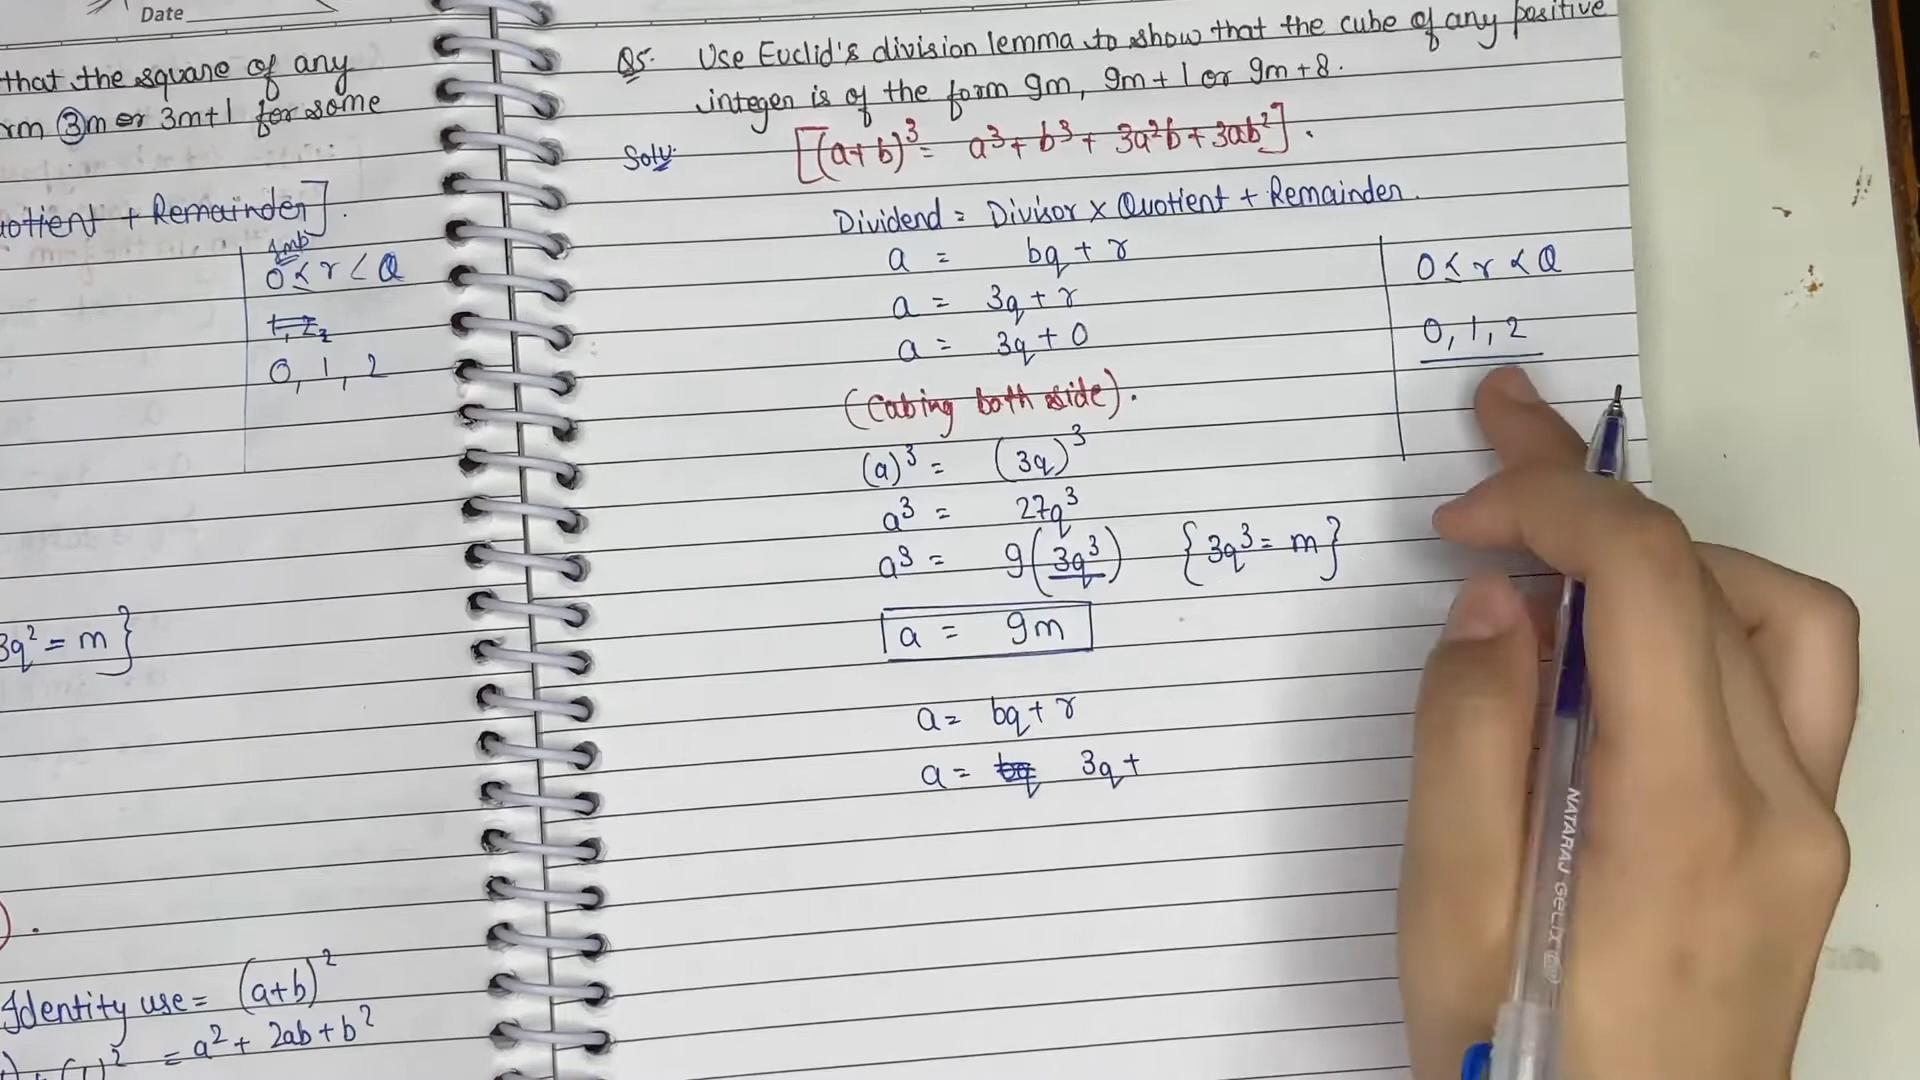 Date
that the square of any
rm 3m or 3m+1 for some
uotient + Remainder].
Imp
0 ≤ r < Q
0, 1, 2
3q² = m}
).
Identity use = (a+b)²
= a² + 2ab + b²
Q5. Use Euclid's division lemma to show that the cube of any positive
integer is of the form 9m, 9m + 1 or 9m + 8.
Solu:
[(a+b)³ = a³ + b³ + 3a²b + 3ab²].
Dividend = Divisor × Quotient + Remainder.
a = bq + r
a = 3q + r
a = 3q + 0
0 ≤ r < Q
0, 1, 2
(Cubing both side).
(a)³ = (3q)³
a³ = 27q³
a³ = 9(3q³) {3q³ = m}
a = 9m
a = bq + r
a = bq 3q +
NATARAJ GELIX